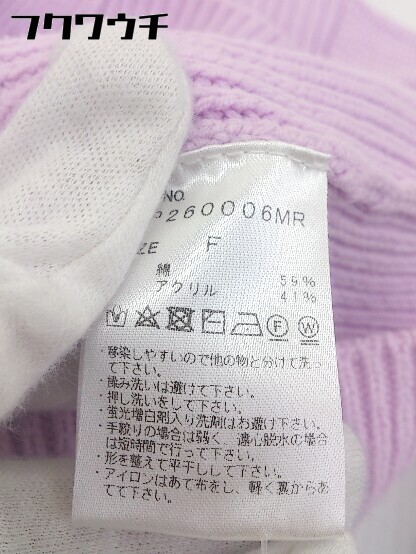 フクワウチ
NO.
P260006MR
ZE F
綿 59%
アクリル 41%
F
W
・移染しやすいので他の物と分けて洗っ
て下さい。
・揉み洗いは避けて下さい。
・押し洗いをして下さい。
・蛍光増白剤入り洗剤はお避け下さい。
・手絞りの場合は弱く、遠心脱水の場合
は短時間で行って下さい。
・形を整えて平干しして下さい。
・アイロンはあて布をし、軽く裏からあ
てて下さい。